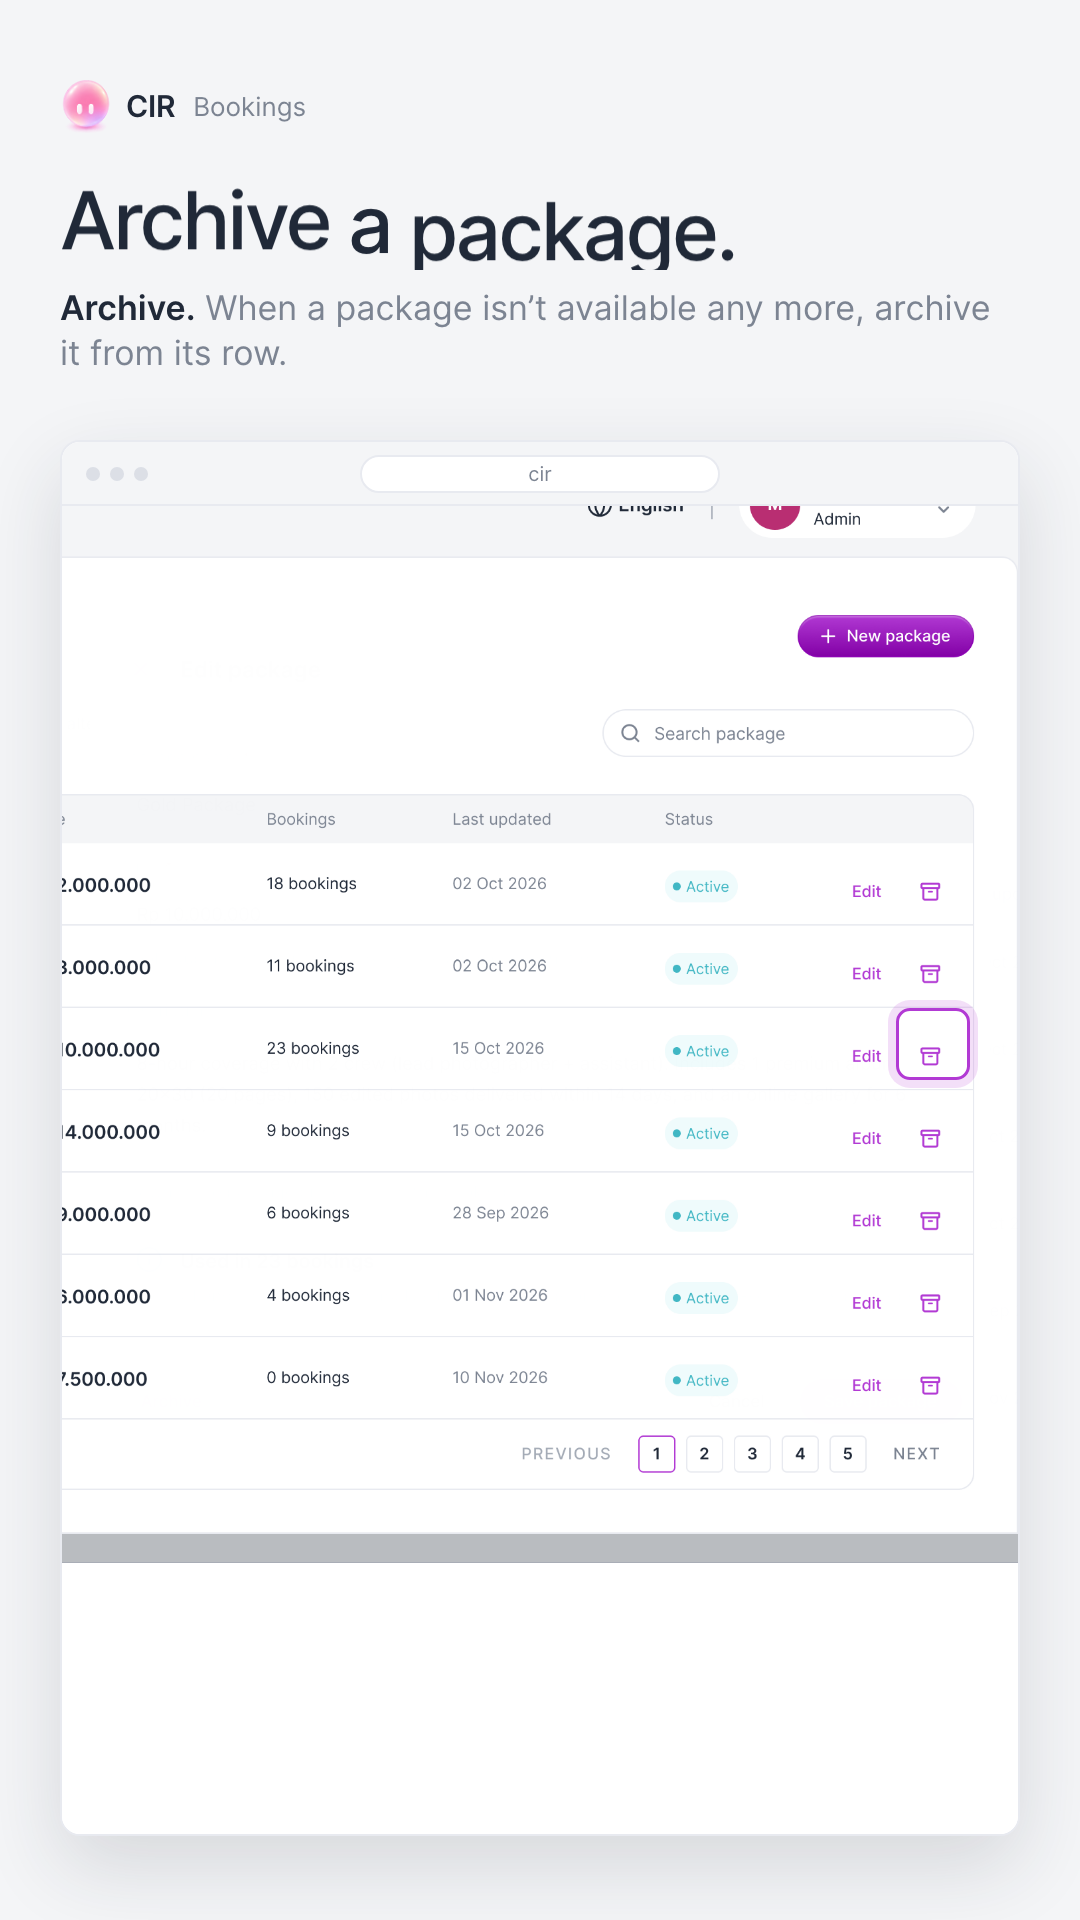 CIR Bookings
Archive a package.
Archive. When a package isn’t available any more, archive
it from its row.
cir
English
M
Admin
New package
Search package
Bookings Last updated Status
.000.000 18 bookings 02 Oct 2026 Active Edit
.000.000 11 bookings 02 Oct 2026 Active Edit
0.000.000 23 bookings 15 Oct 2026 Active Edit
4.000.000 9 bookings 15 Oct 2026 Active Edit
.000.000 6 bookings 28 Sep 2026 Active Edit
.000.000 4 bookings 01 Nov 2026 Active Edit
.500.000 0 bookings 10 Nov 2026 Active Edit
PREVIOUS 1 2 3 4 5 NEXT